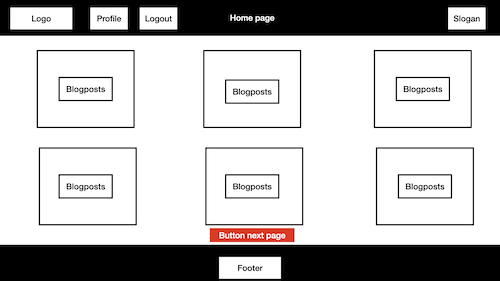 Logo
Profile
Logout
Home page
Slogan
Blogposts
Blogposts
Blogposts
Blogposts
Blogposts
Blogposts
Button next page
Footer